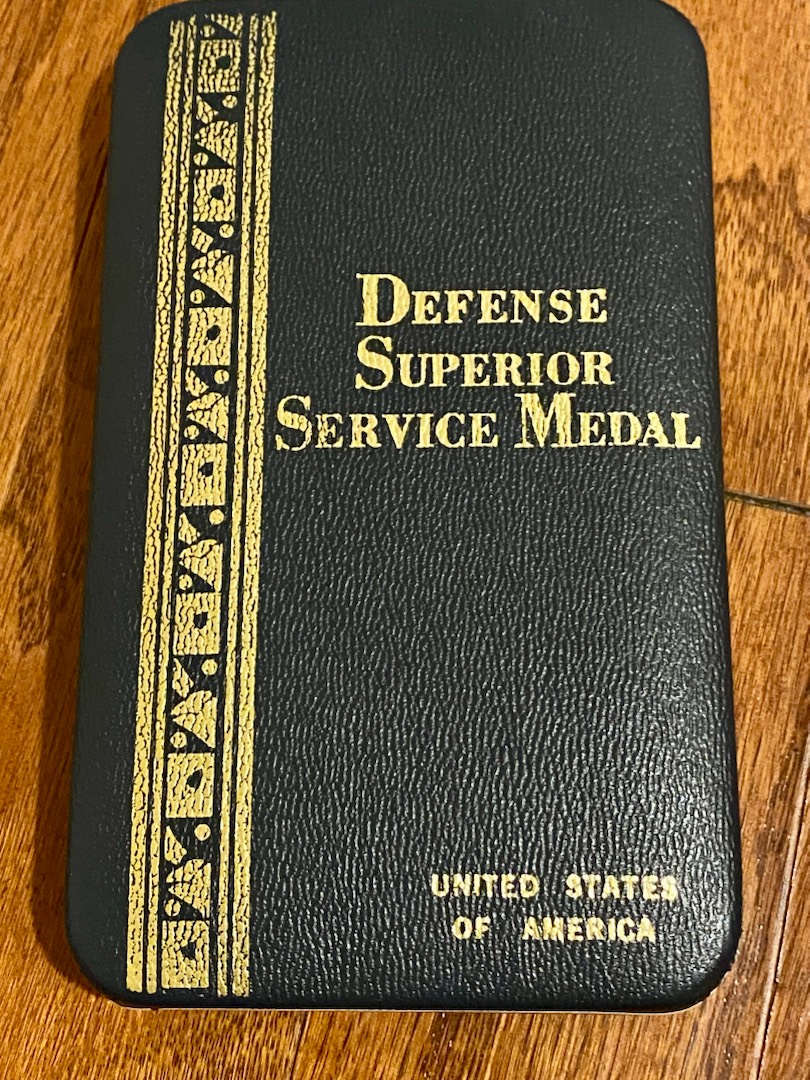 DEFENSE
SUPERIOR
SERVICE MEDAL
UNITED STATES
OF AMERICA